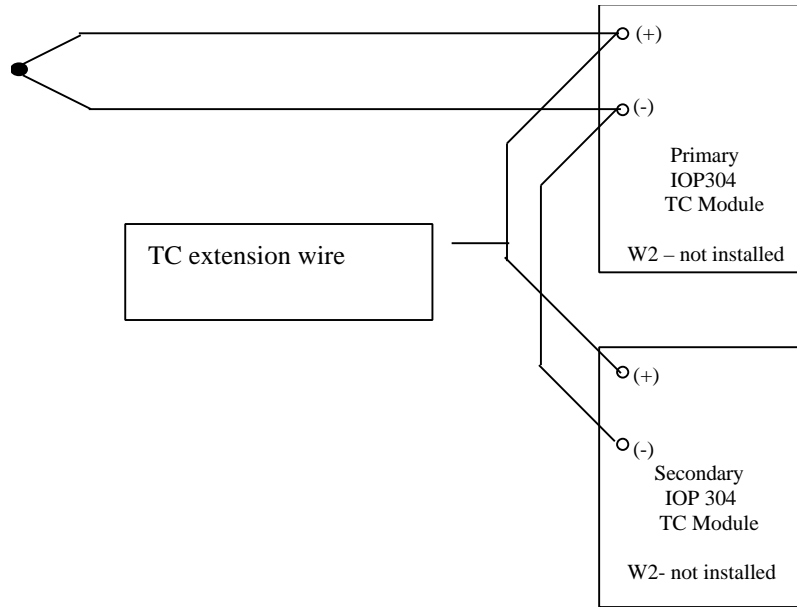 (+)
(-)
Primary
IOP304
TC Module
W2 – not installed
TC extension wire
(+)
(-)
Secondary
IOP 304
TC Module
W2- not installed